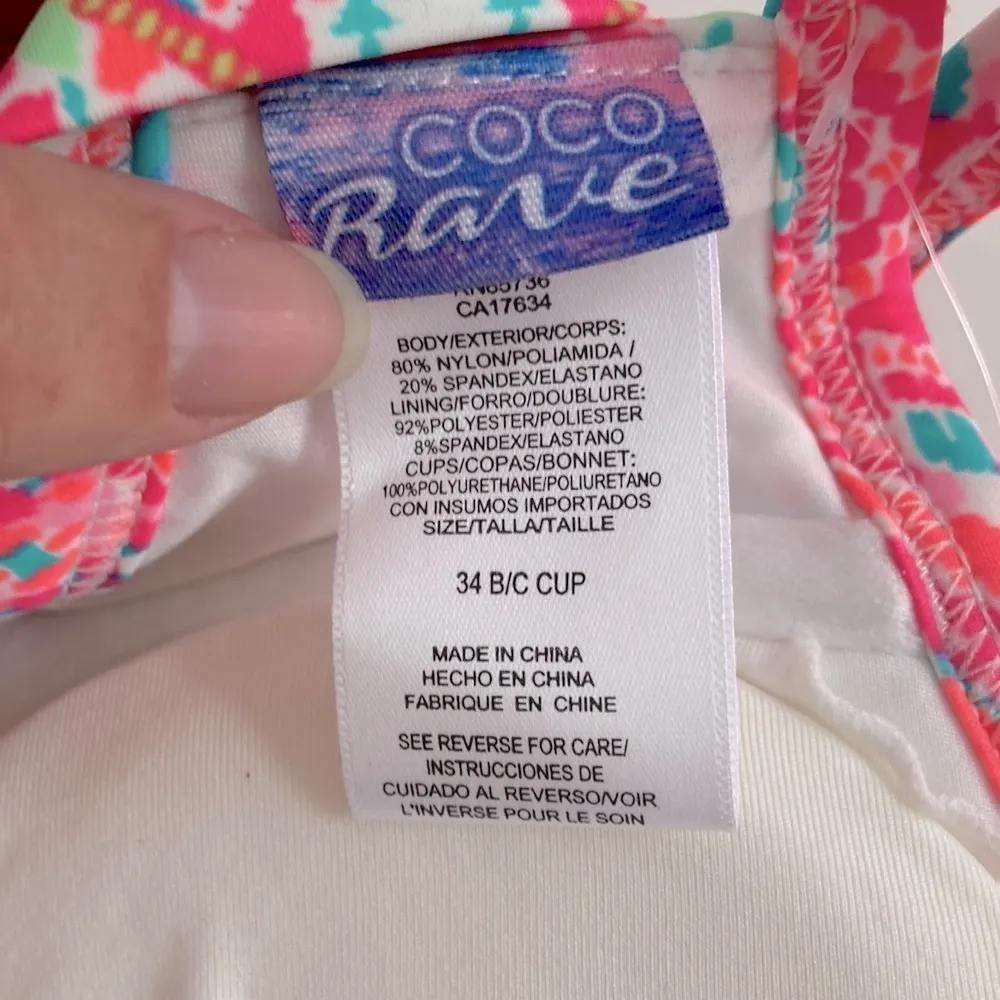 COCO
Rave
RN85736
CA17634
BODY/EXTERIOR/CORPS:
80% NYLON/POLIAMIDA /
20% SPANDEX/ELASTANO
LINING/FORRO/DOUBLURE:
92%POLYESTER/POLIESTER
8%SPANDEX/ELASTANO
CUPS/COPAS/BONNET:
100%POLYURETHANE/POLIURETANO
CON INSUMOS IMPORTADOS
SIZE/TALLA/TAILLE
34 B/C CUP
MADE IN CHINA
HECHO EN CHINA
FABRIQUE EN CHINE
SEE REVERSE FOR CARE/
INSTRUCCIONES DE
CUIDADO AL REVERSO/VOIR
L'INVERSE POUR LE SOIN